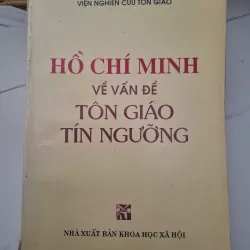 VIỆN NGHIÊN CỨU TÔN GIÁO
HỒ CHÍ MINH
VỀ VẤN ĐỀ
TÔN GIÁO
TÍN NGƯỠNG
NHÀ XUẤT BẢN KHOA HỌC XÃ HỘI